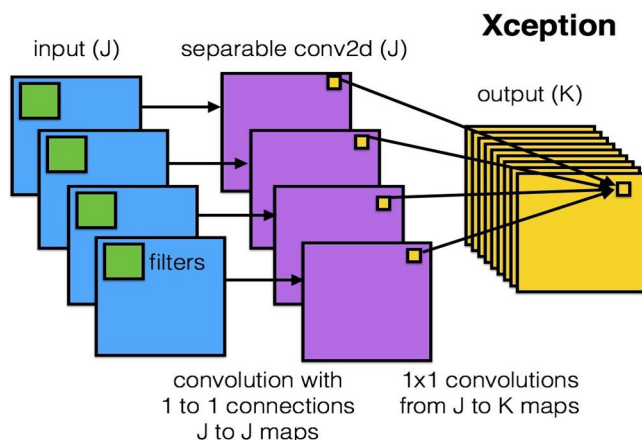 Xception
input (J)
separable conv2d (J)
output (K)
filters
convolution with
1 to 1 connections
J to J maps
1x1 convolutions
from J to K maps